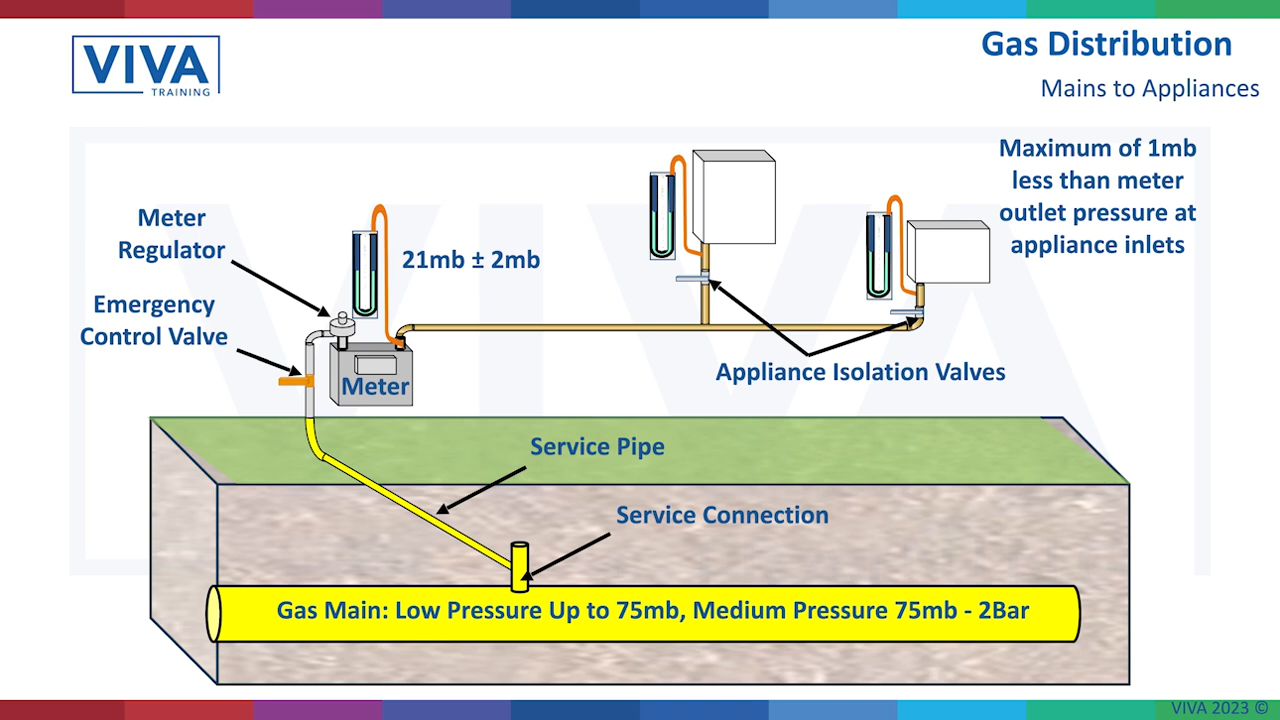 VIVA
TRAINING
Gas Distribution
Mains to Appliances
Maximum of 1mb
less than meter
outlet pressure at
appliance inlets
Meter
Regulator
21mb ± 2mb
Emergency
Control Valve
Meter
Appliance Isolation Valves
Service Pipe
Service Connection
Gas Main: Low Pressure Up to 75mb, Medium Pressure 75mb - 2Bar
VIVA
VIVA 2023 ©